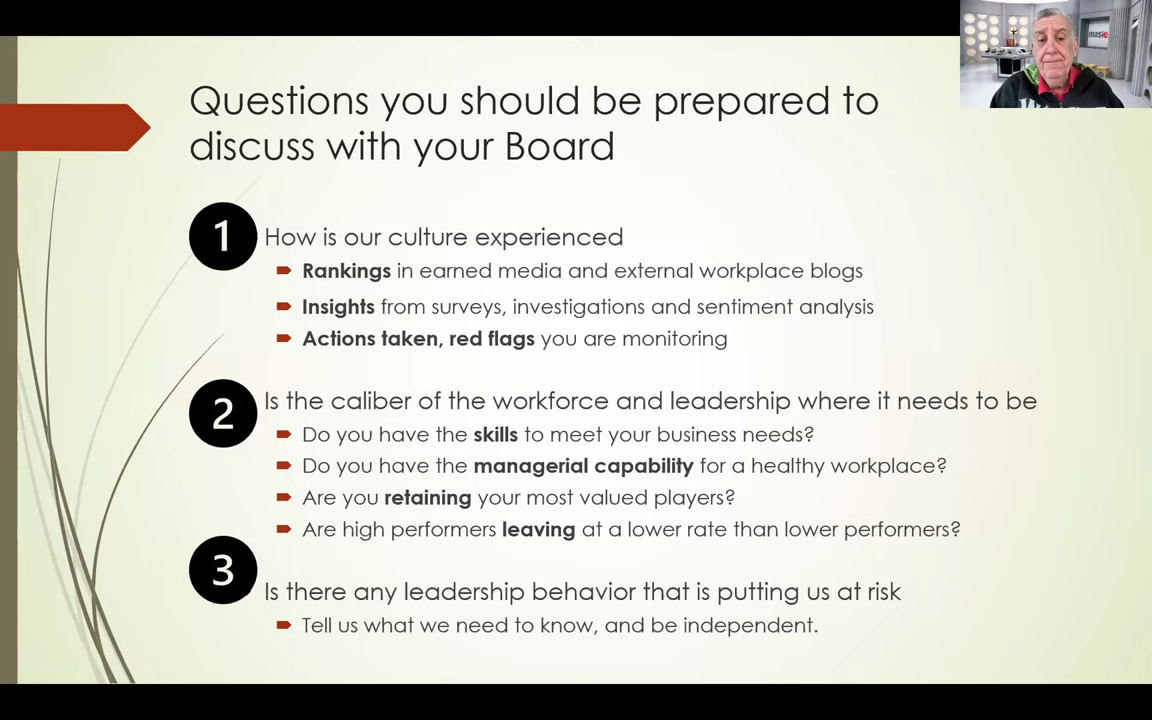 masie
Questions you should be prepared to
discuss with your Board
1 How is our culture experienced
Rankings in earned media and external workplace blogs
Insights from surveys, investigations and sentiment analysis
Actions taken, red flags you are monitoring
2 Is the caliber of the workforce and leadership where it needs to be
Do you have the skills to meet your business needs?
Do you have the managerial capability for a healthy workplace?
Are you retaining your most valued players?
Are high performers leaving at a lower rate than lower performers?
3 Is there any leadership behavior that is putting us at risk
Tell us what we need to know, and be independent.